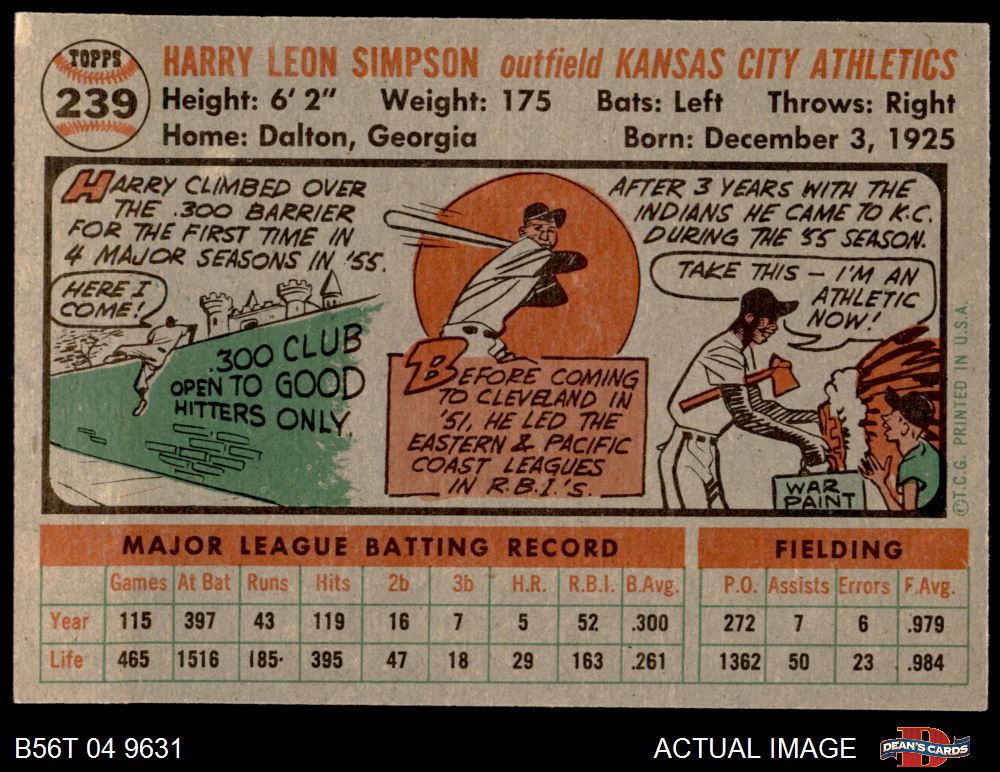 TOPPS
239
HARRY LEON SIMPSON outfield KANSAS CITY ATHLETICS
Height: 6' 2" Weight: 175 Bats: Left Throws: Right
Home: Dalton, Georgia Born: December 3, 1925
HARRY CLIMBED OVER
THE .300 BARRIER
FOR THE FIRST TIME IN
4 MAJOR SEASONS IN '55.
HERE I
COME!
.300 CLUB
OPEN TO GOOD
HITTERS ONLY.
BEFORE COMING
TO CLEVELAND IN
'51, HE LED THE
EASTERN & PACIFIC
COAST LEAGUES
IN R.B.I.'S.
AFTER 3 YEARS WITH THE
INDIANS HE CAME TO K.C.
DURING THE '55 SEASON.
TAKE THIS — I'M AN
ATHLETIC
NOW!
WAR
PAINT
©T.C.G. PRINTED IN U.S.A.
MAJOR LEAGUE BATTING RECORD FIELDING
Games At Bat Runs Hits 2b 3b H.R. R.B.I. B.Avg. P.O. Assists Errors F.Avg.
Year 115 397 43 119 16 7 5 52 .300 272 7 6 .979
Life 465 1516 185 395 47 18 29 163 .261 1362 50 23 .984
B56T 04 9631 ACTUAL IMAGE DEAN'S CARDS